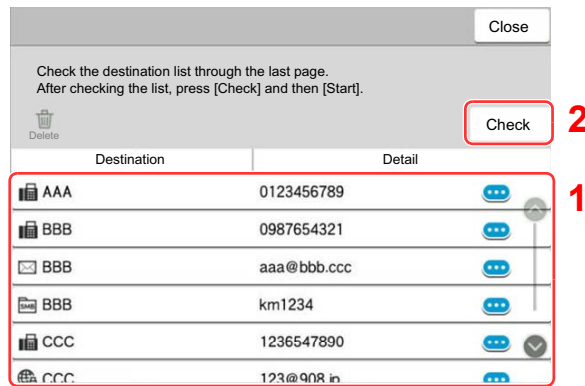 Close
Check the destination list through the last page.
After checking the list, press [Check] and then [Start].
Delete
Check
2
Destination Detail
1
AAA 0123456789
BBB 0987654321
BBB aaa@bbb.ccc
SMB BBB km1234
CCC 1236547890
CCC 123@908.jp